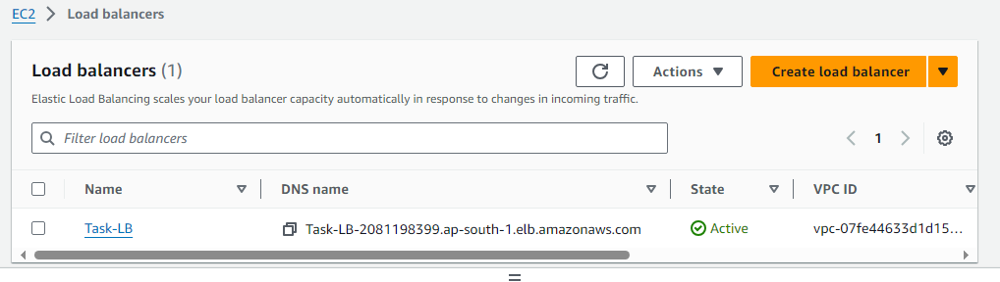 EC2 > Load balancers
Load balancers (1)
Actions
Create load balancer
Elastic Load Balancing scales your load balancer capacity automatically in response to changes in incoming traffic.
Filter load balancers
1
Name DNS name State VPC ID
Task-LB Task-LB-2081198399.ap-south-1.elb.amazonaws.com Active vpc-07fe44633d1d15...